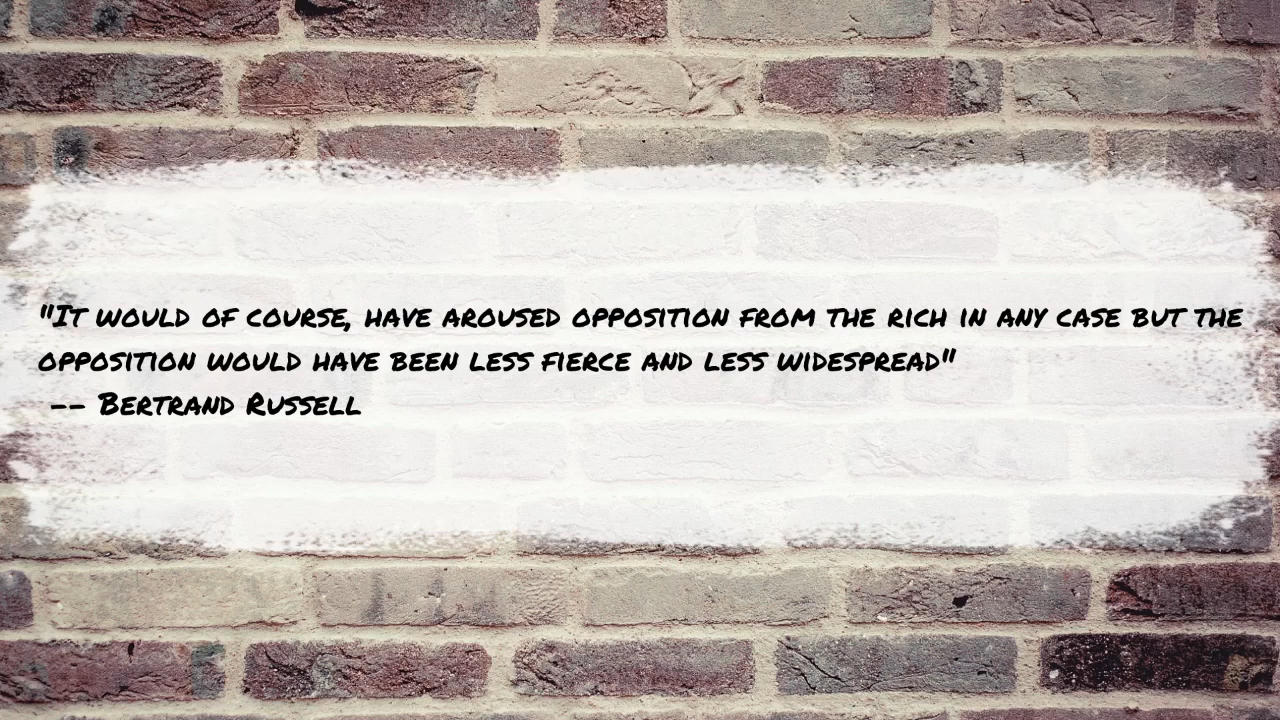 "It would of course, have aroused opposition from the rich in any case but the
opposition would have been less fierce and less widespread"
-- Bertrand Russell